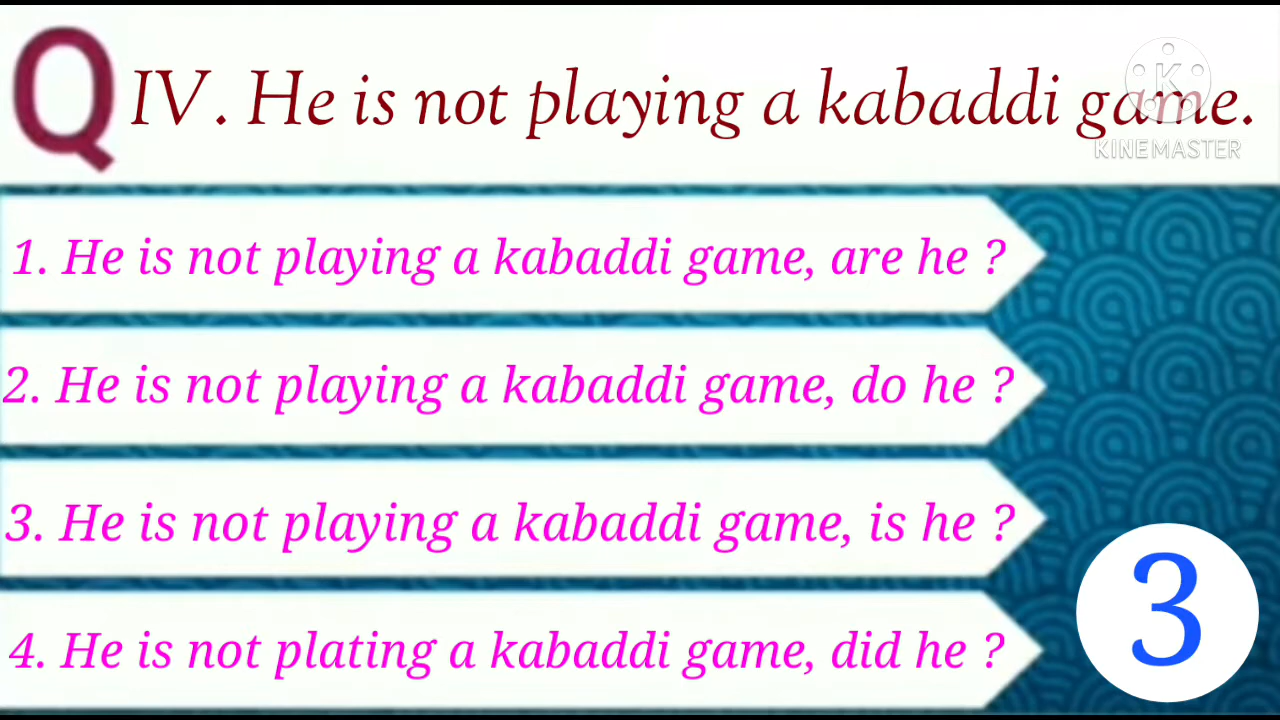 Q IV. He is not playing a kabaddi game.
K
KINEMASTER
1. He is not playing a kabaddi game, are he ?
2. He is not playing a kabaddi game, do he ?
3. He is not playing a kabaddi game, is he ?
4. He is not plating a kabaddi game, did he ?
3